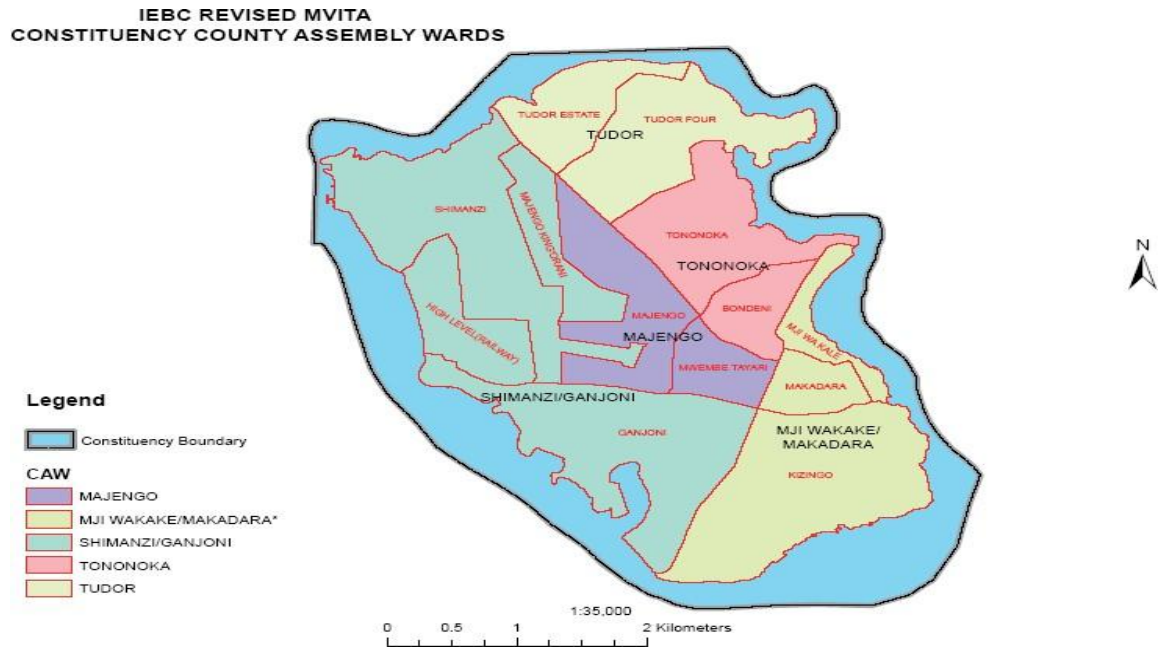 IEBC REVISED MVITA
CONSTITUENCY COUNTY ASSEMBLY WARDS
TUDOR ESTATE
TUDOR FOUR
TUDOR
SHIMANZI
MAJENGO KINGORANI
TONONOKA
TONONOKA
BONDENI
MAJENGO
MAJENGO
HIGH LEVEL(RAILWAY)
MWEMBE TAYARI
MJI WA KALE
MAKADARA
SHIMANZI/GANJONI
GANJONI
MJI WAKAKE/
MAKADARA
KIZINGO
N
Legend
Constituency Boundary
CAW
MAJENGO
MJI WAKAKE/MAKADARA*
SHIMANZI/GANJONI
TONONOKA
TUDOR
1:35,000
0 0.5 1 2 Kilometers